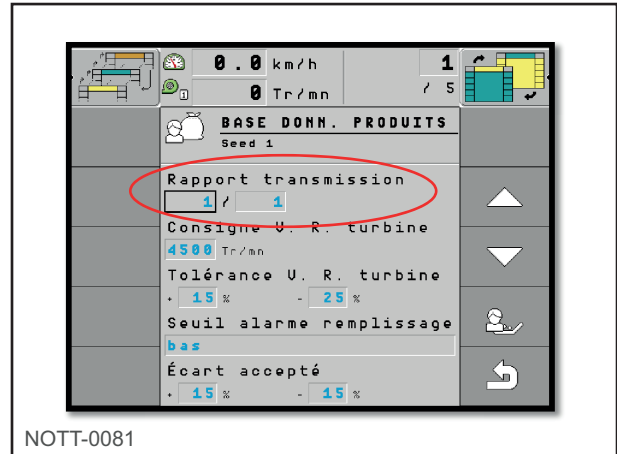 0.0 km/h
1
1
0 Tr/mn
/ 5
BASE DONN. PRODUITS
Seed 1
Rapport transmission
1 / 1
Consigne V. R. turbine
4500 Tr/mn
Tolérance V. R. turbine
+ 15 % - 25 %
Seuil alarme remplissage
bas
Écart accepté
+ 15 % - 15 %
NOTT-0081